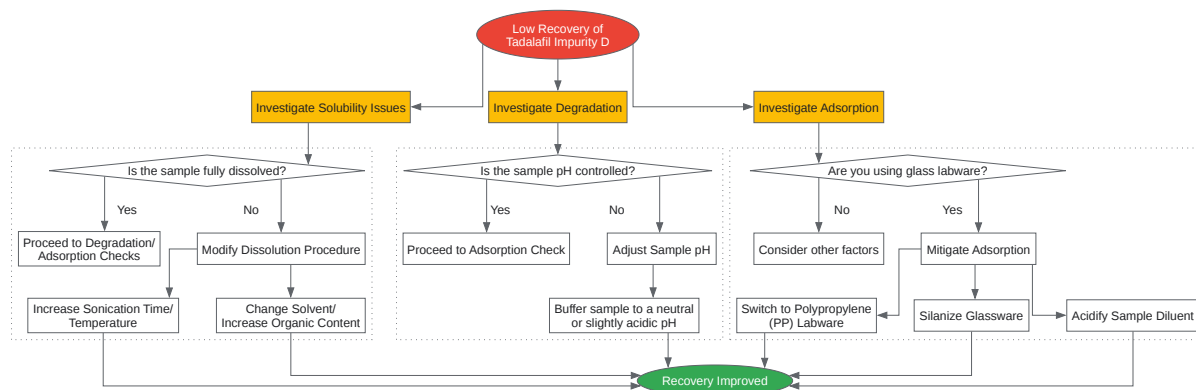 Low Recovery of
Tadalafil Impurity D
Investigate Solubility Issues
Investigate Degradation
Investigate Adsorption
Is the sample fully dissolved?
Is the sample pH controlled?
Are you using glass labware?
Yes
No
Yes
No
No
Yes
Proceed to Degradation/
Adsorption Checks
Modify Dissolution Procedure
Proceed to Adsorption Check
Adjust Sample pH
Consider other factors
Mitigate Adsorption
Increase Sonication Time/
Temperature
Change Solvent/
Increase Organic Content
Buffer sample to a neutral
or slightly acidic pH
Switch to Polypropylene
(PP) Labware
Silanize Glassware
Acidify Sample Diluent
Recovery Improved